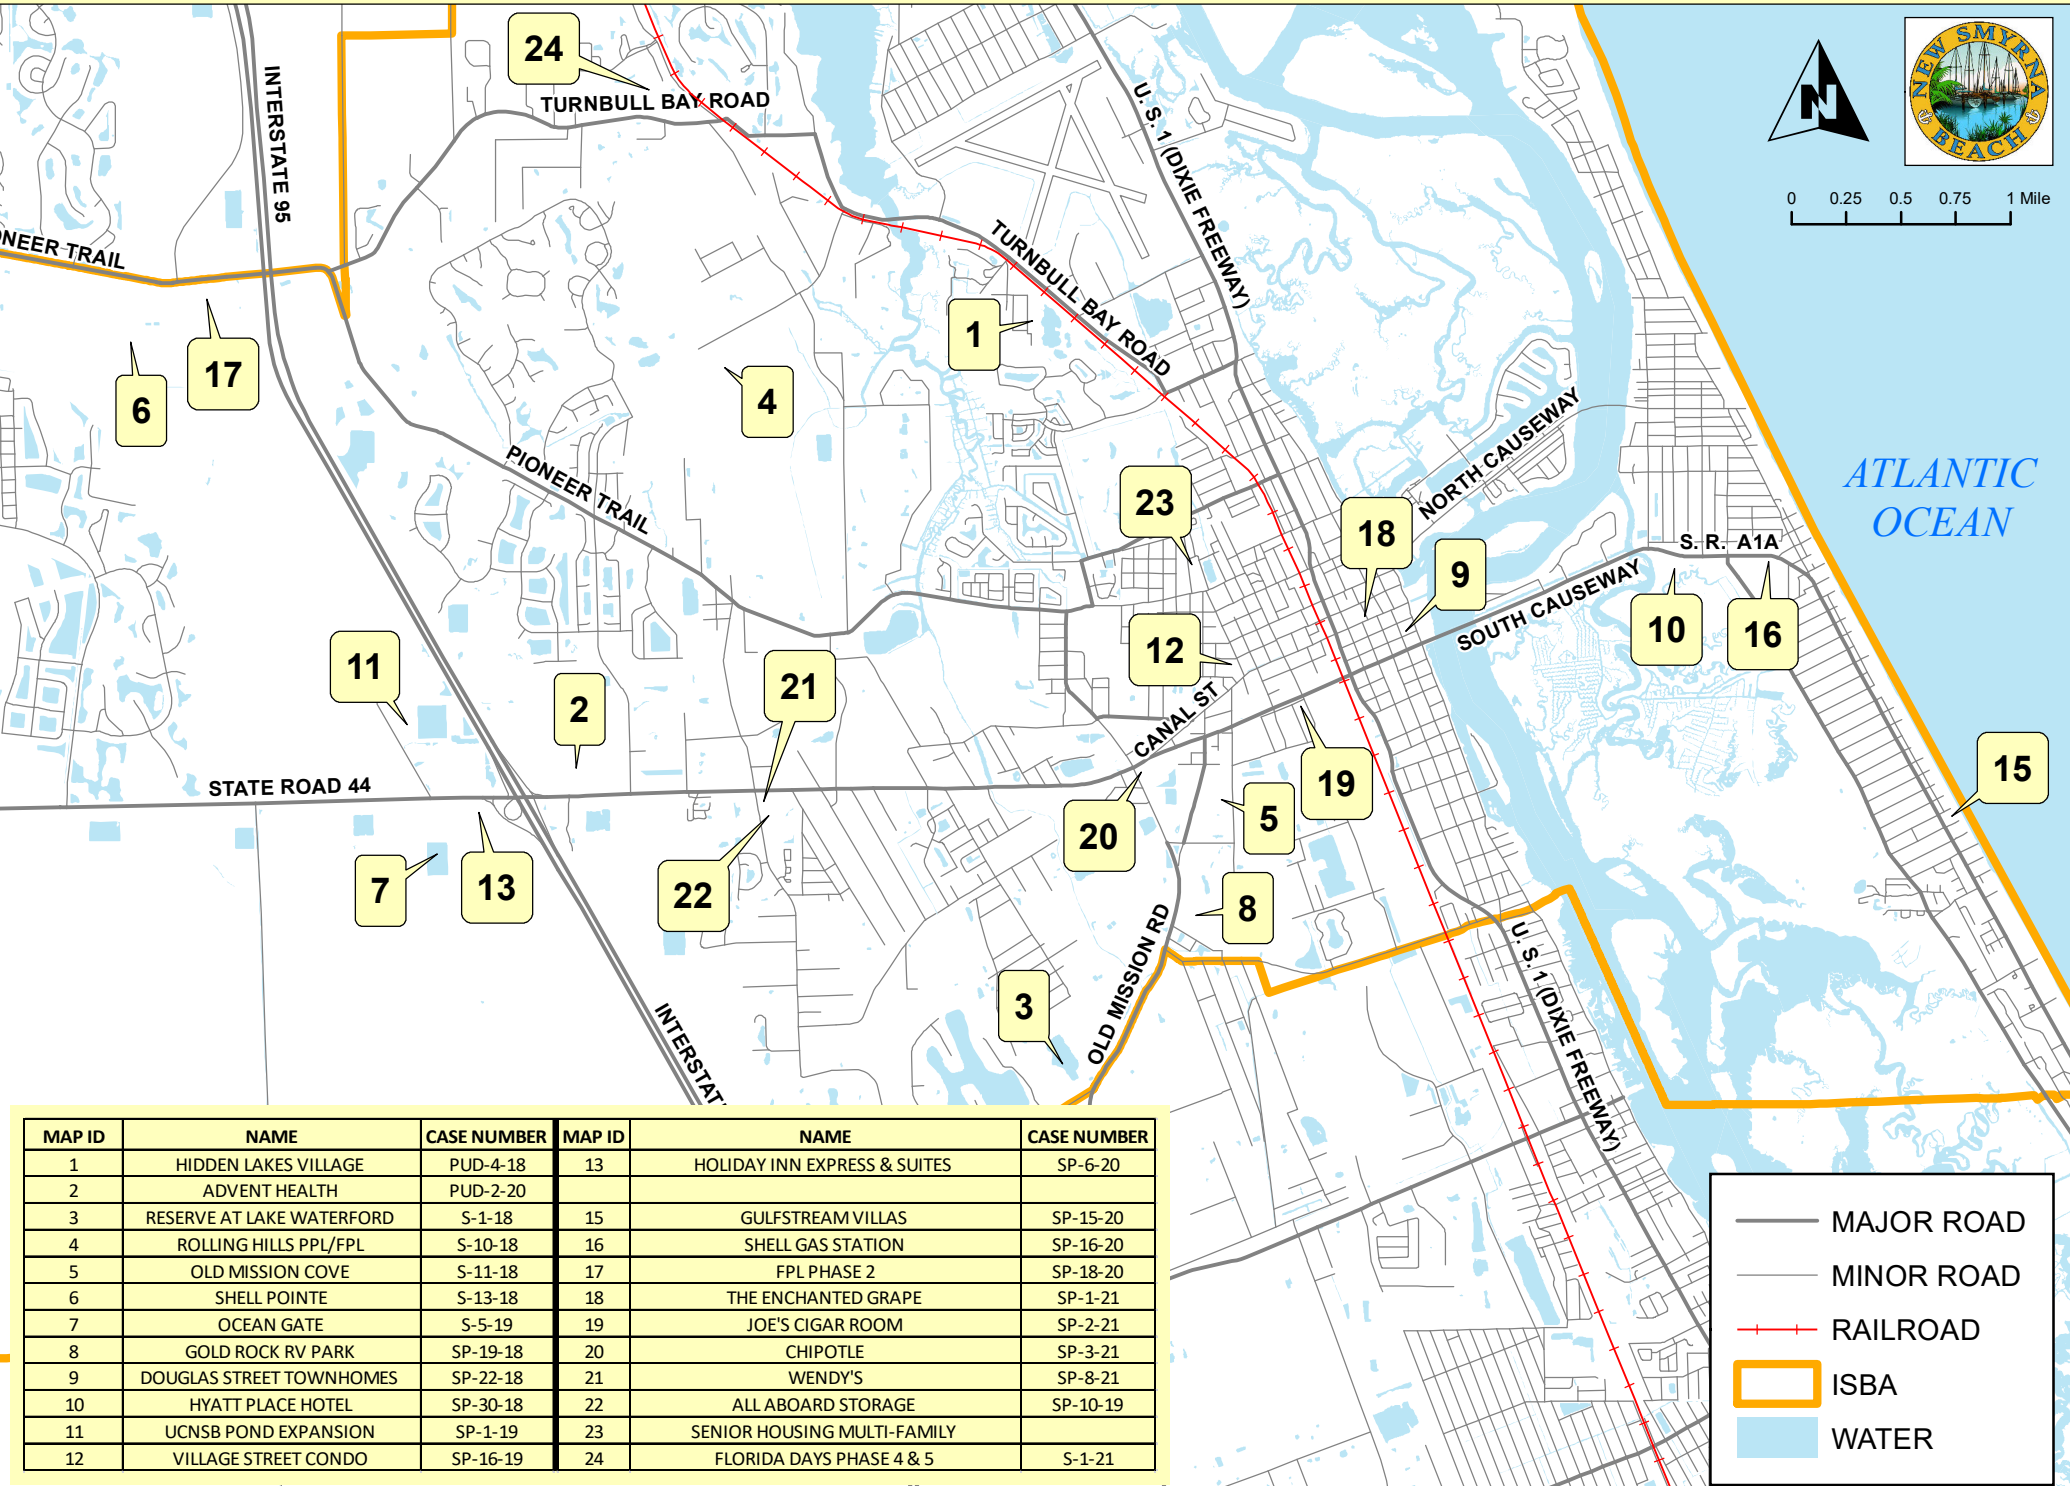 24
TURNBULL BAY ROAD
INTERSTATE 95
U. S. 1 (DIXIE FREEWAY)
N
NEW SMYRNA
BEACH
0 0.25 0.5 0.75 1 Mile
ONEER TRAIL
TURNBULL BAY ROAD
1
17
6
4
PIONEER TRAIL
NORTH CAUSEWAY
ATLANTIC
OCEAN
23
18
S. R. A1A
9
SOUTH CAUSEWAY
10
16
12
11
21
2
CANAL ST
STATE ROAD 44
19
15
5
20
7
13
22
8
OLD MISSION RD
3
U. S. 1 (DIXIE FREEWAY)
INTERSTAT
MAP ID NAME CASE NUMBER MAP ID NAME CASE NUMBER
1 HIDDEN LAKES VILLAGE PUD-4-18 13 HOLIDAY INN EXPRESS & SUITES SP-6-20
2 ADVENT HEALTH PUD-2-20
3 RESERVE AT LAKE WATERFORD S-1-18 15 GULFSTREAM VILLAS SP-15-20
4 ROLLING HILLS PPL/FPL S-10-18 16 SHELL GAS STATION SP-16-20
5 OLD MISSION COVE S-11-18 17 FPL PHASE 2 SP-18-20
6 SHELL POINTE S-13-18 18 THE ENCHANTED GRAPE SP-1-21
7 OCEAN GATE S-5-19 19 JOE'S CIGAR ROOM SP-2-21
8 GOLD ROCK RV PARK SP-19-18 20 CHIPOTLE SP-3-21
9 DOUGLAS STREET TOWNHOMES SP-22-18 21 WENDY'S SP-8-21
10 HYATT PLACE HOTEL SP-30-18 22 ALL ABOARD STORAGE SP-10-19
11 UCNSB POND EXPANSION SP-1-19 23 SENIOR HOUSING MULTI-FAMILY
12 VILLAGE STREET CONDO SP-16-19 24 FLORIDA DAYS PHASE 4 & 5 S-1-21
MAJOR ROAD
MINOR ROAD
RAILROAD
ISBA
WATER